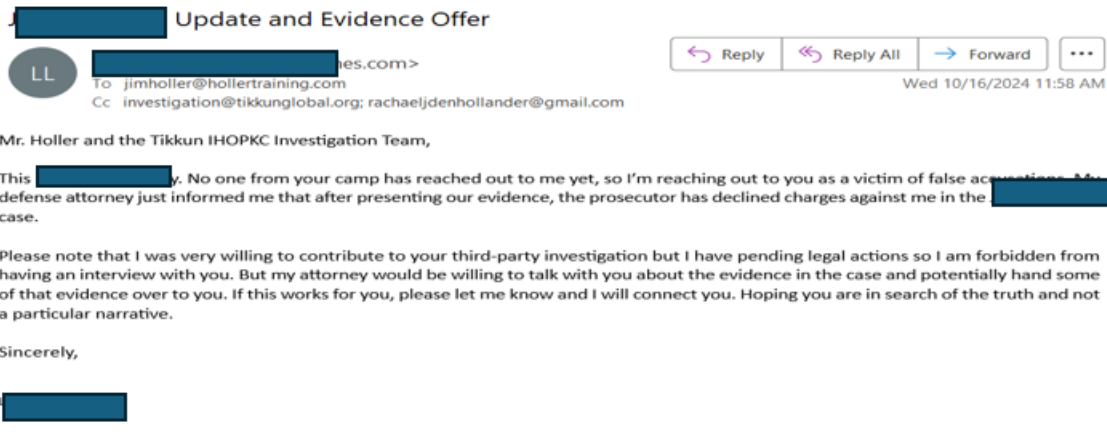 Update and Evidence Offer
Reply
Reply All
Forward
LL
es.com>
To jimholler@hollertraining.com
Wed 10/16/2024 11:58 AM
Cc investigation@tikkunglobal.org; rachaeljdenhollander@gmail.com
Mr. Holler and the Tikkun IHOPKC Investigation Team,
This y. No one from your camp has reached out to me yet, so I'm reaching out to you as a victim of false
defense attorney just informed me that after presenting our evidence, the prosecutor has declined charges against me in the
case.
Please note that I was very willing to contribute to your third-party investigation but I have pending legal actions so I am forbidden from
having an interview with you. But my attorney would be willing to talk with you about the evidence in the case and potentially hand some
of that evidence over to you. If this works for you, please let me know and I will connect you. Hoping you are in search of the truth and not
a particular narrative.
Sincerely,